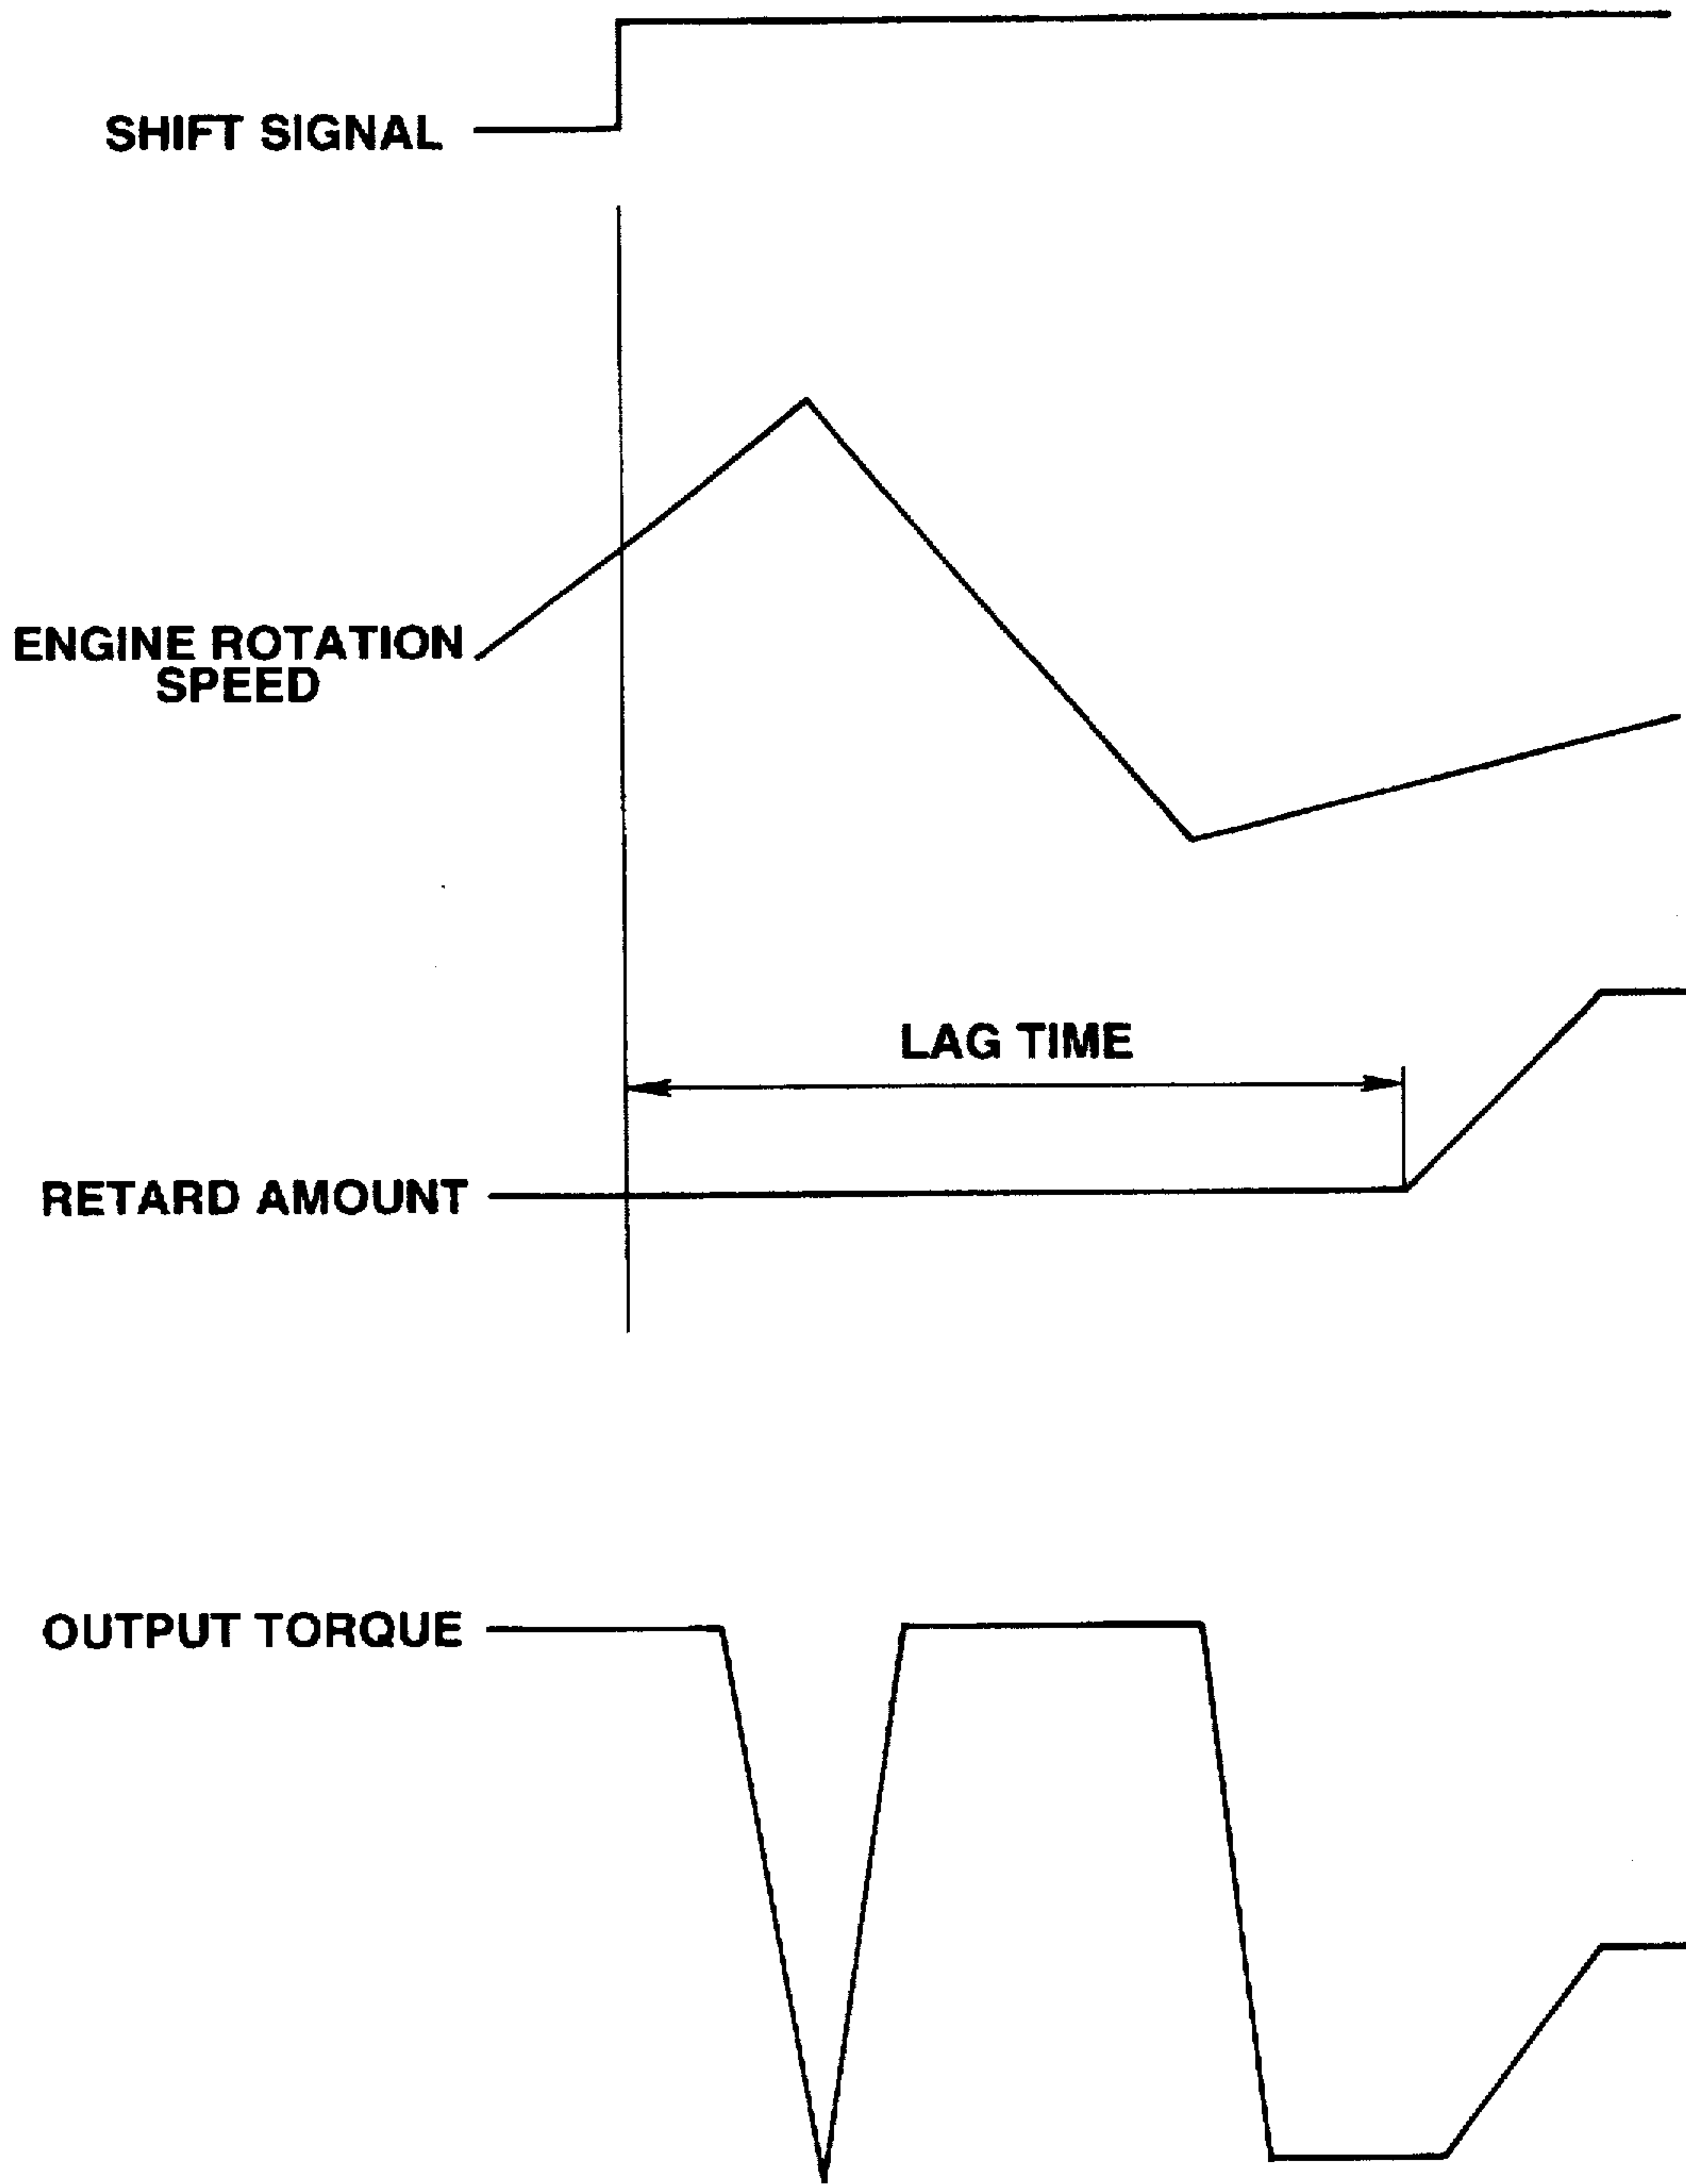 SHIFT SIGNAL
ENGINE ROTATION
SPEED
LAG TIME
RETARD AMOUNT
OUTPUT TORQUE